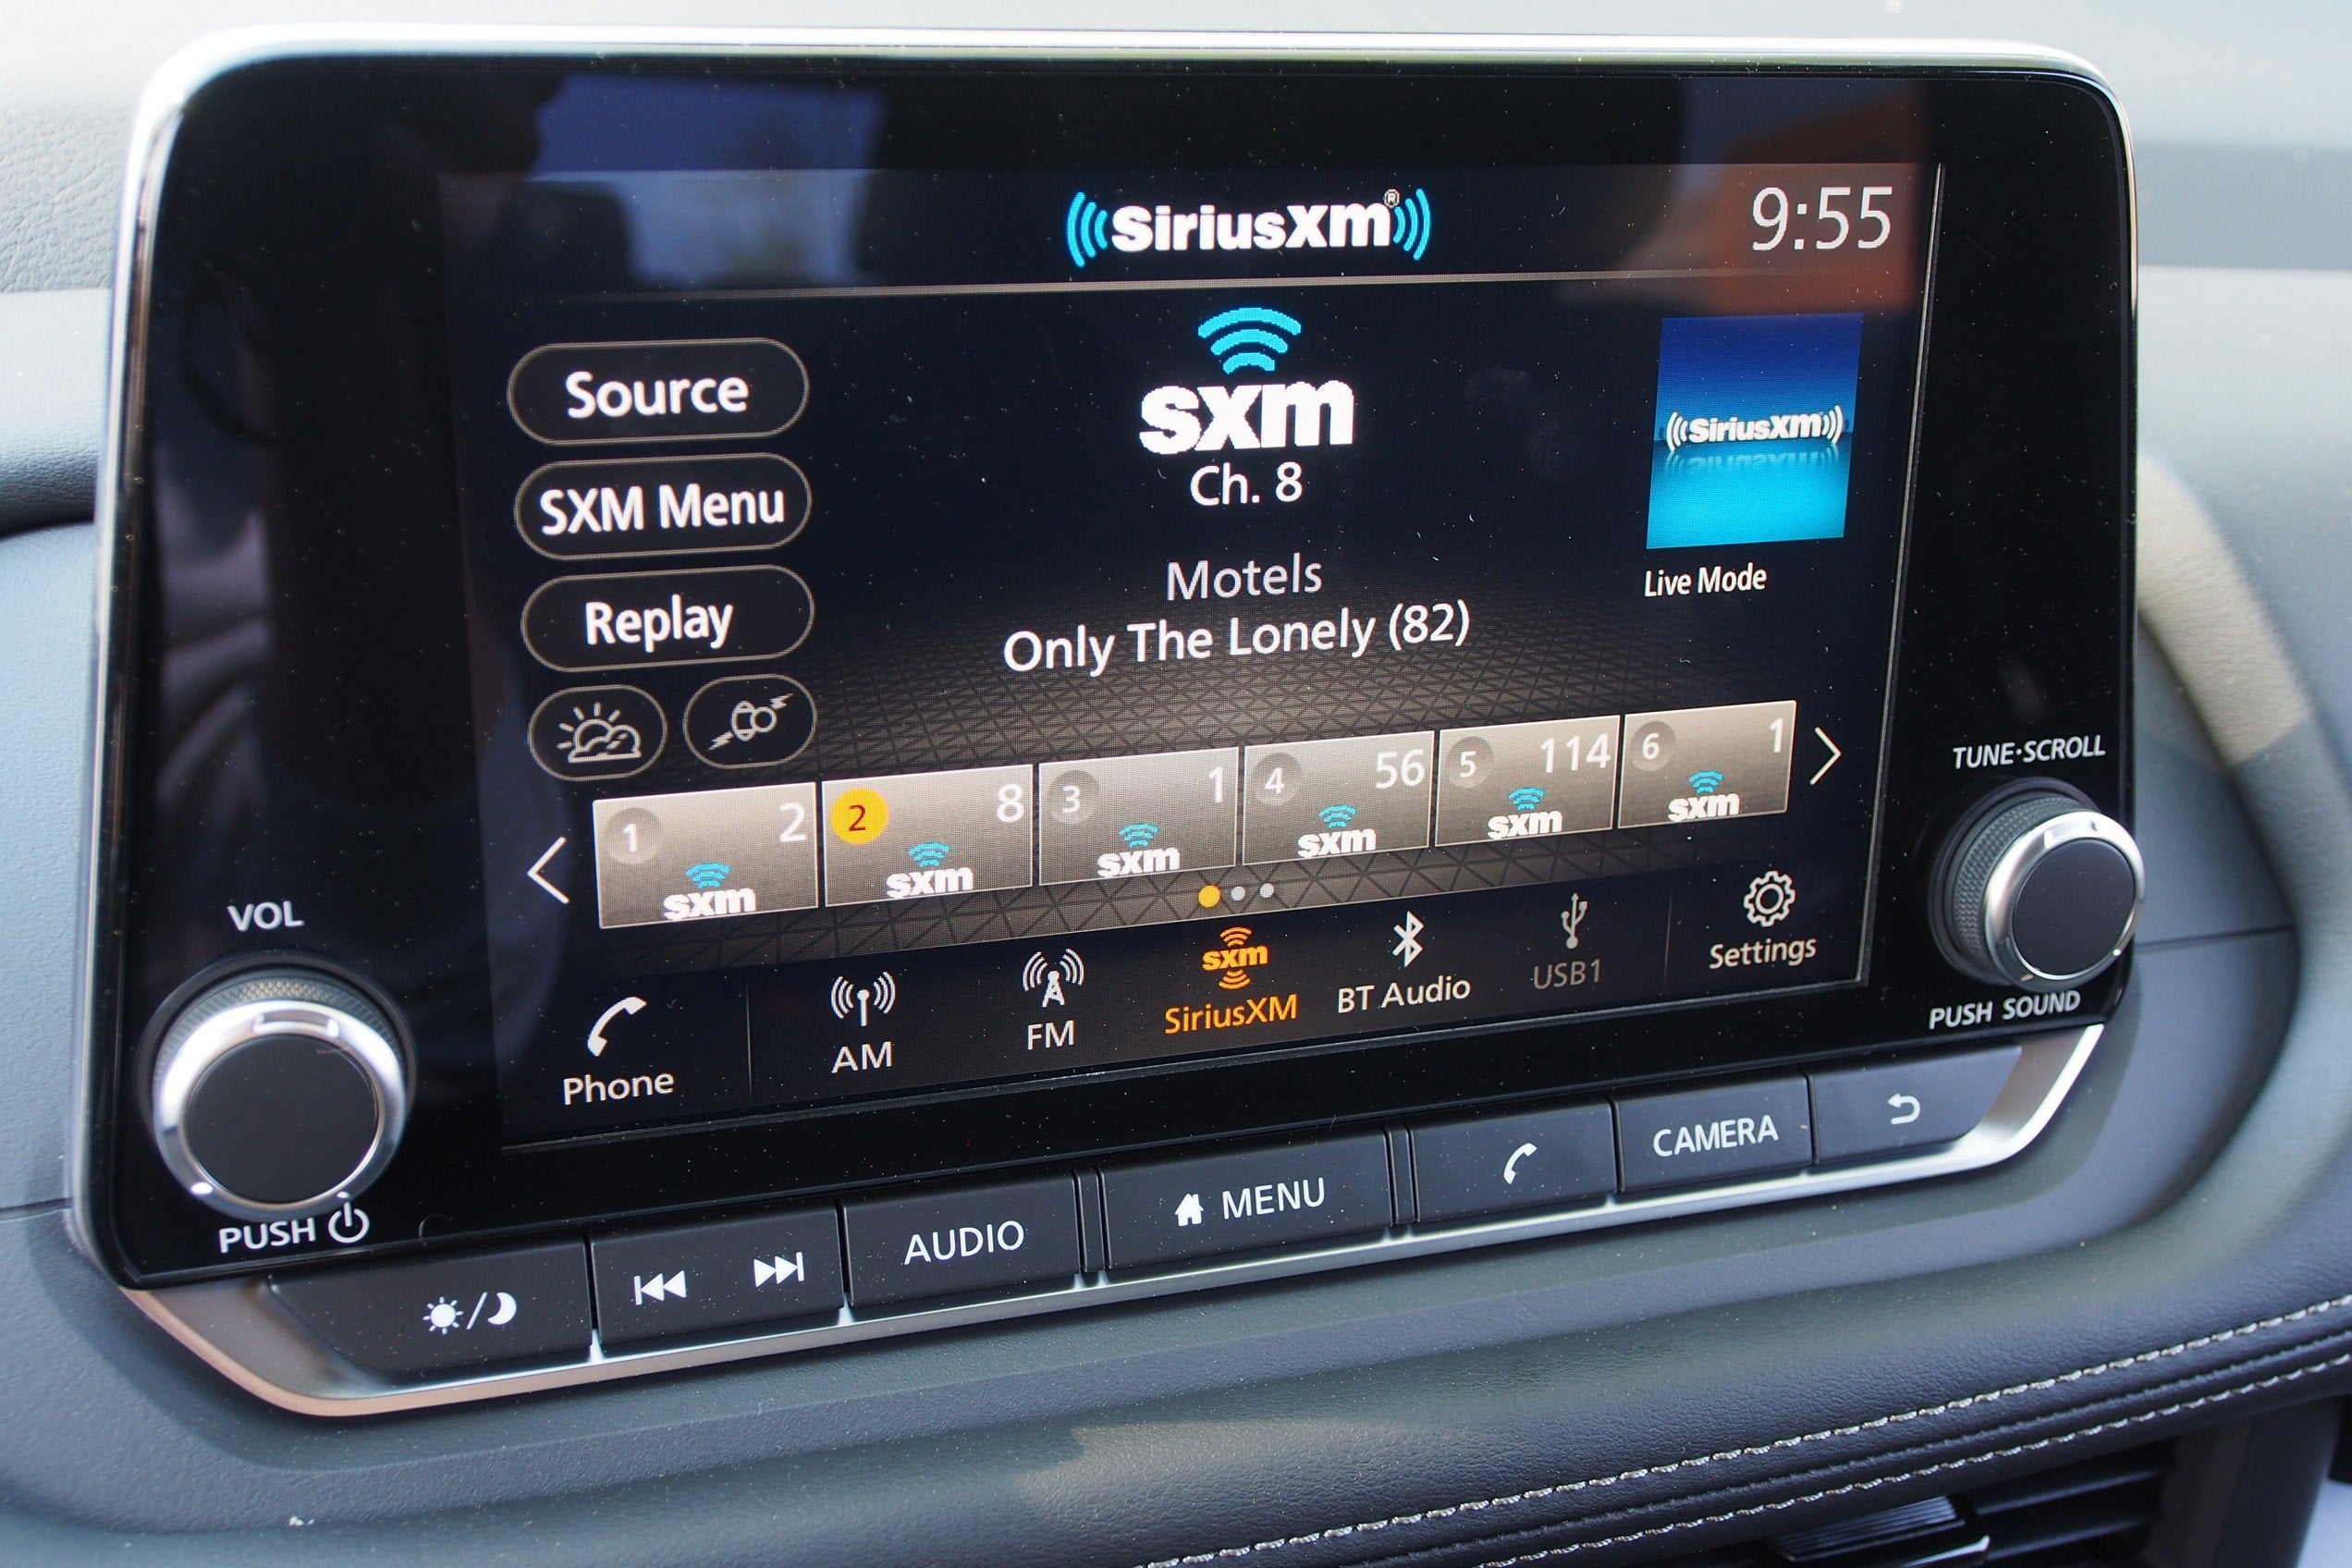 SiriusXM®
9:55
Source
SXM Menu
Replay
sxm
Ch. 8
Motels
Only The Lonely (82)
SiriusXM
Live Mode
1 2 sxm
2 8 sxm
3 1 sxm
4 56 sxm
5 114 sxm
6 1 sxm
Phone
AM
FM
sxm
SiriusXM
BT Audio
USB1
Settings
VOL
PUSH
TUNE·SCROLL
PUSH SOUND
AUDIO
MENU
CAMERA